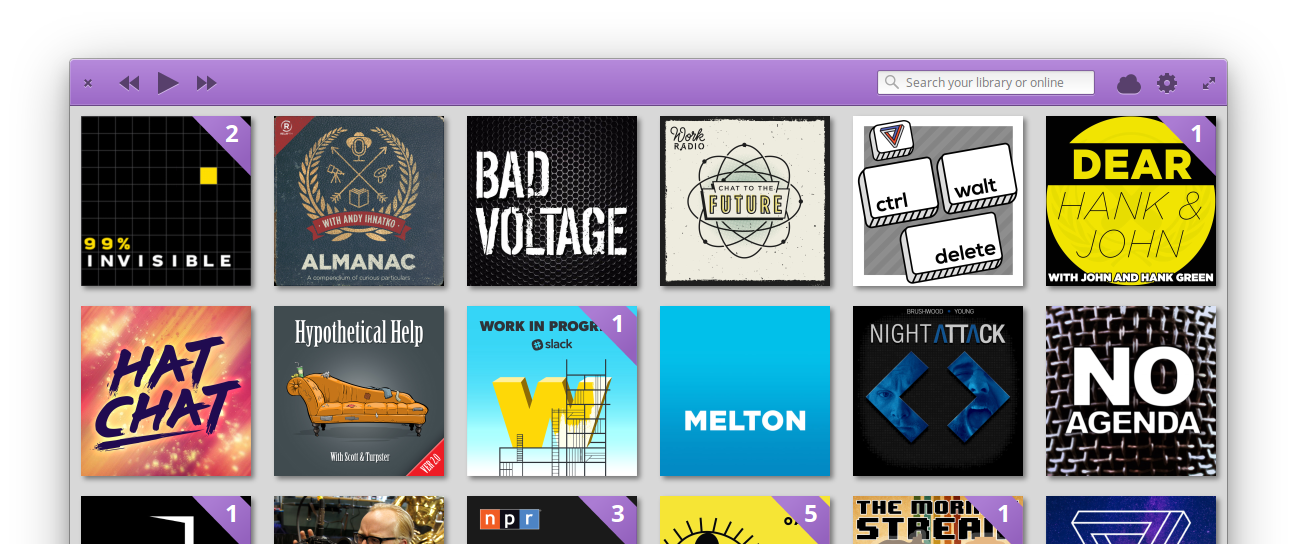 Search your library or online
2
99%
INVISIBLE
R
WITH ANDY IHNATKO
ALMANAC
A compendium of curious particulars
BAD
VOLTAGE
Work
RADIO
CHAT TO THE
FUTURE
ctrl
walt
delete
1
DEAR
HANK &
JOHN
WITH JOHN AND HANK GREEN
HAT
CHAT
Hypothetical Help
With Scott & Turpster
VER 2.0
WORK IN PROGR
1
slack
W
MELTON
BRUSHWOOD YOUNG
NIGHT ATTACK
NO
AGENDA
1
npr
3
5
THE MORNI
STREAM
1